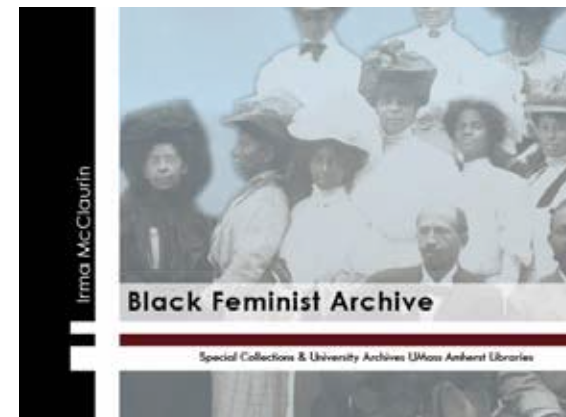 Irma McClaurin
Black Feminist Archive
Special Collections & University Archives UMass Amherst Libraries